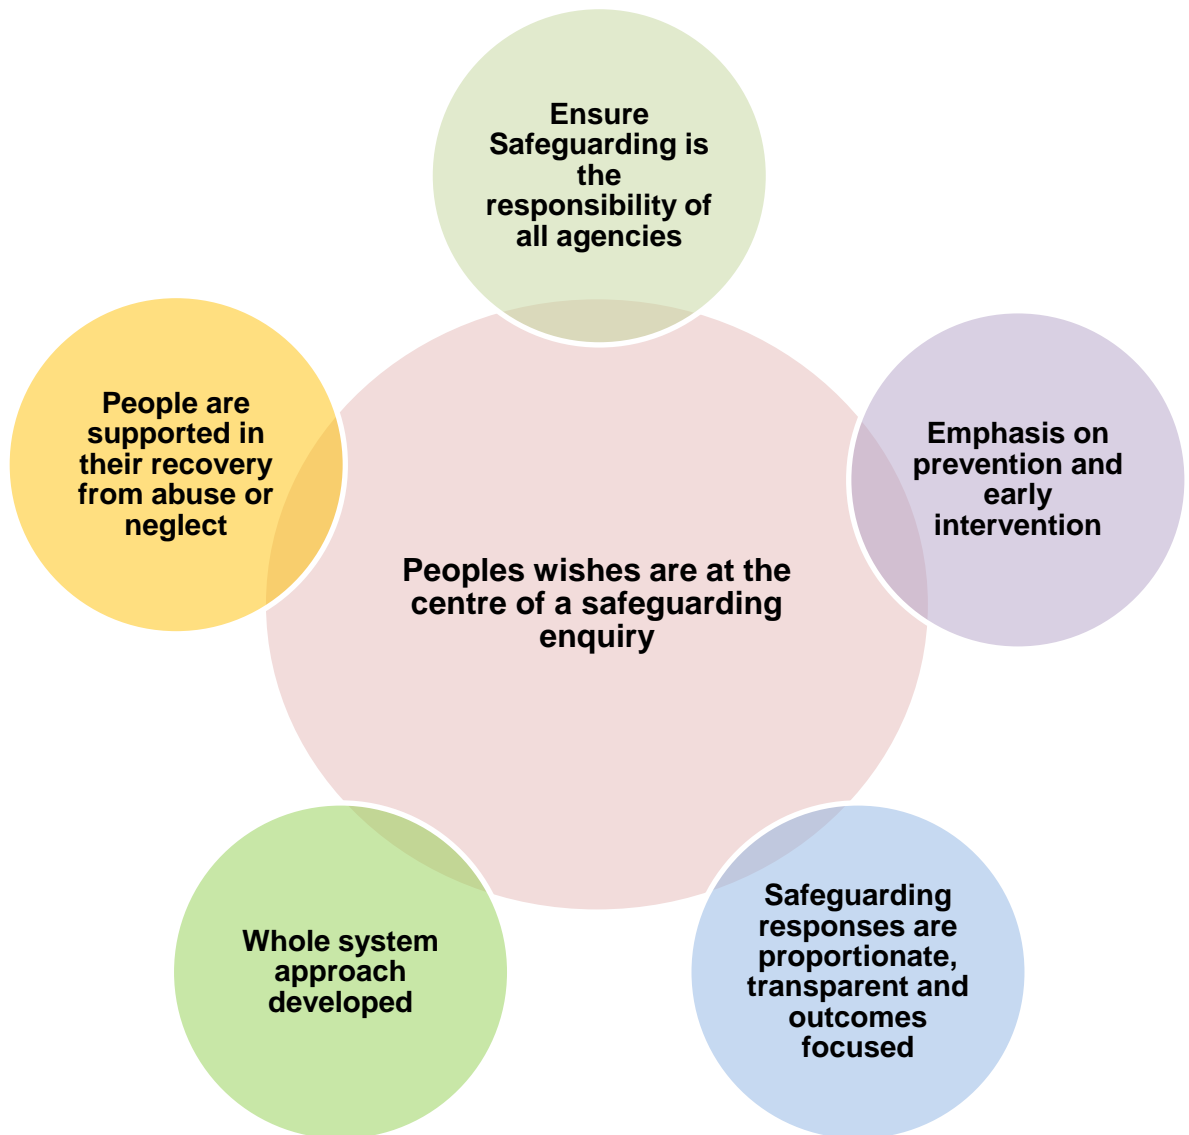 Ensure
Safeguarding is
the
responsibility of
all agencies
People are
supported in
their recovery
from abuse or
neglect
Emphasis on
prevention and
early
intervention
Peoples wishes are at the
centre of a safeguarding
enquiry
Whole system
approach
developed
Safeguarding
responses are
proportionate,
transparent and
outcomes
focused